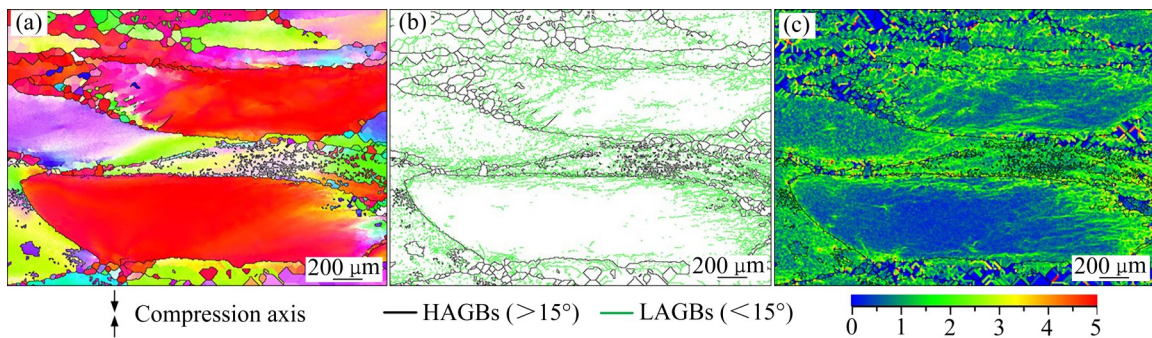 (a)
(b)
(c)
200 μm
200 μm
200 μm
Compression axis
HAGBs (>15°)
LAGBs (<15°)
0 1 2 3 4 5